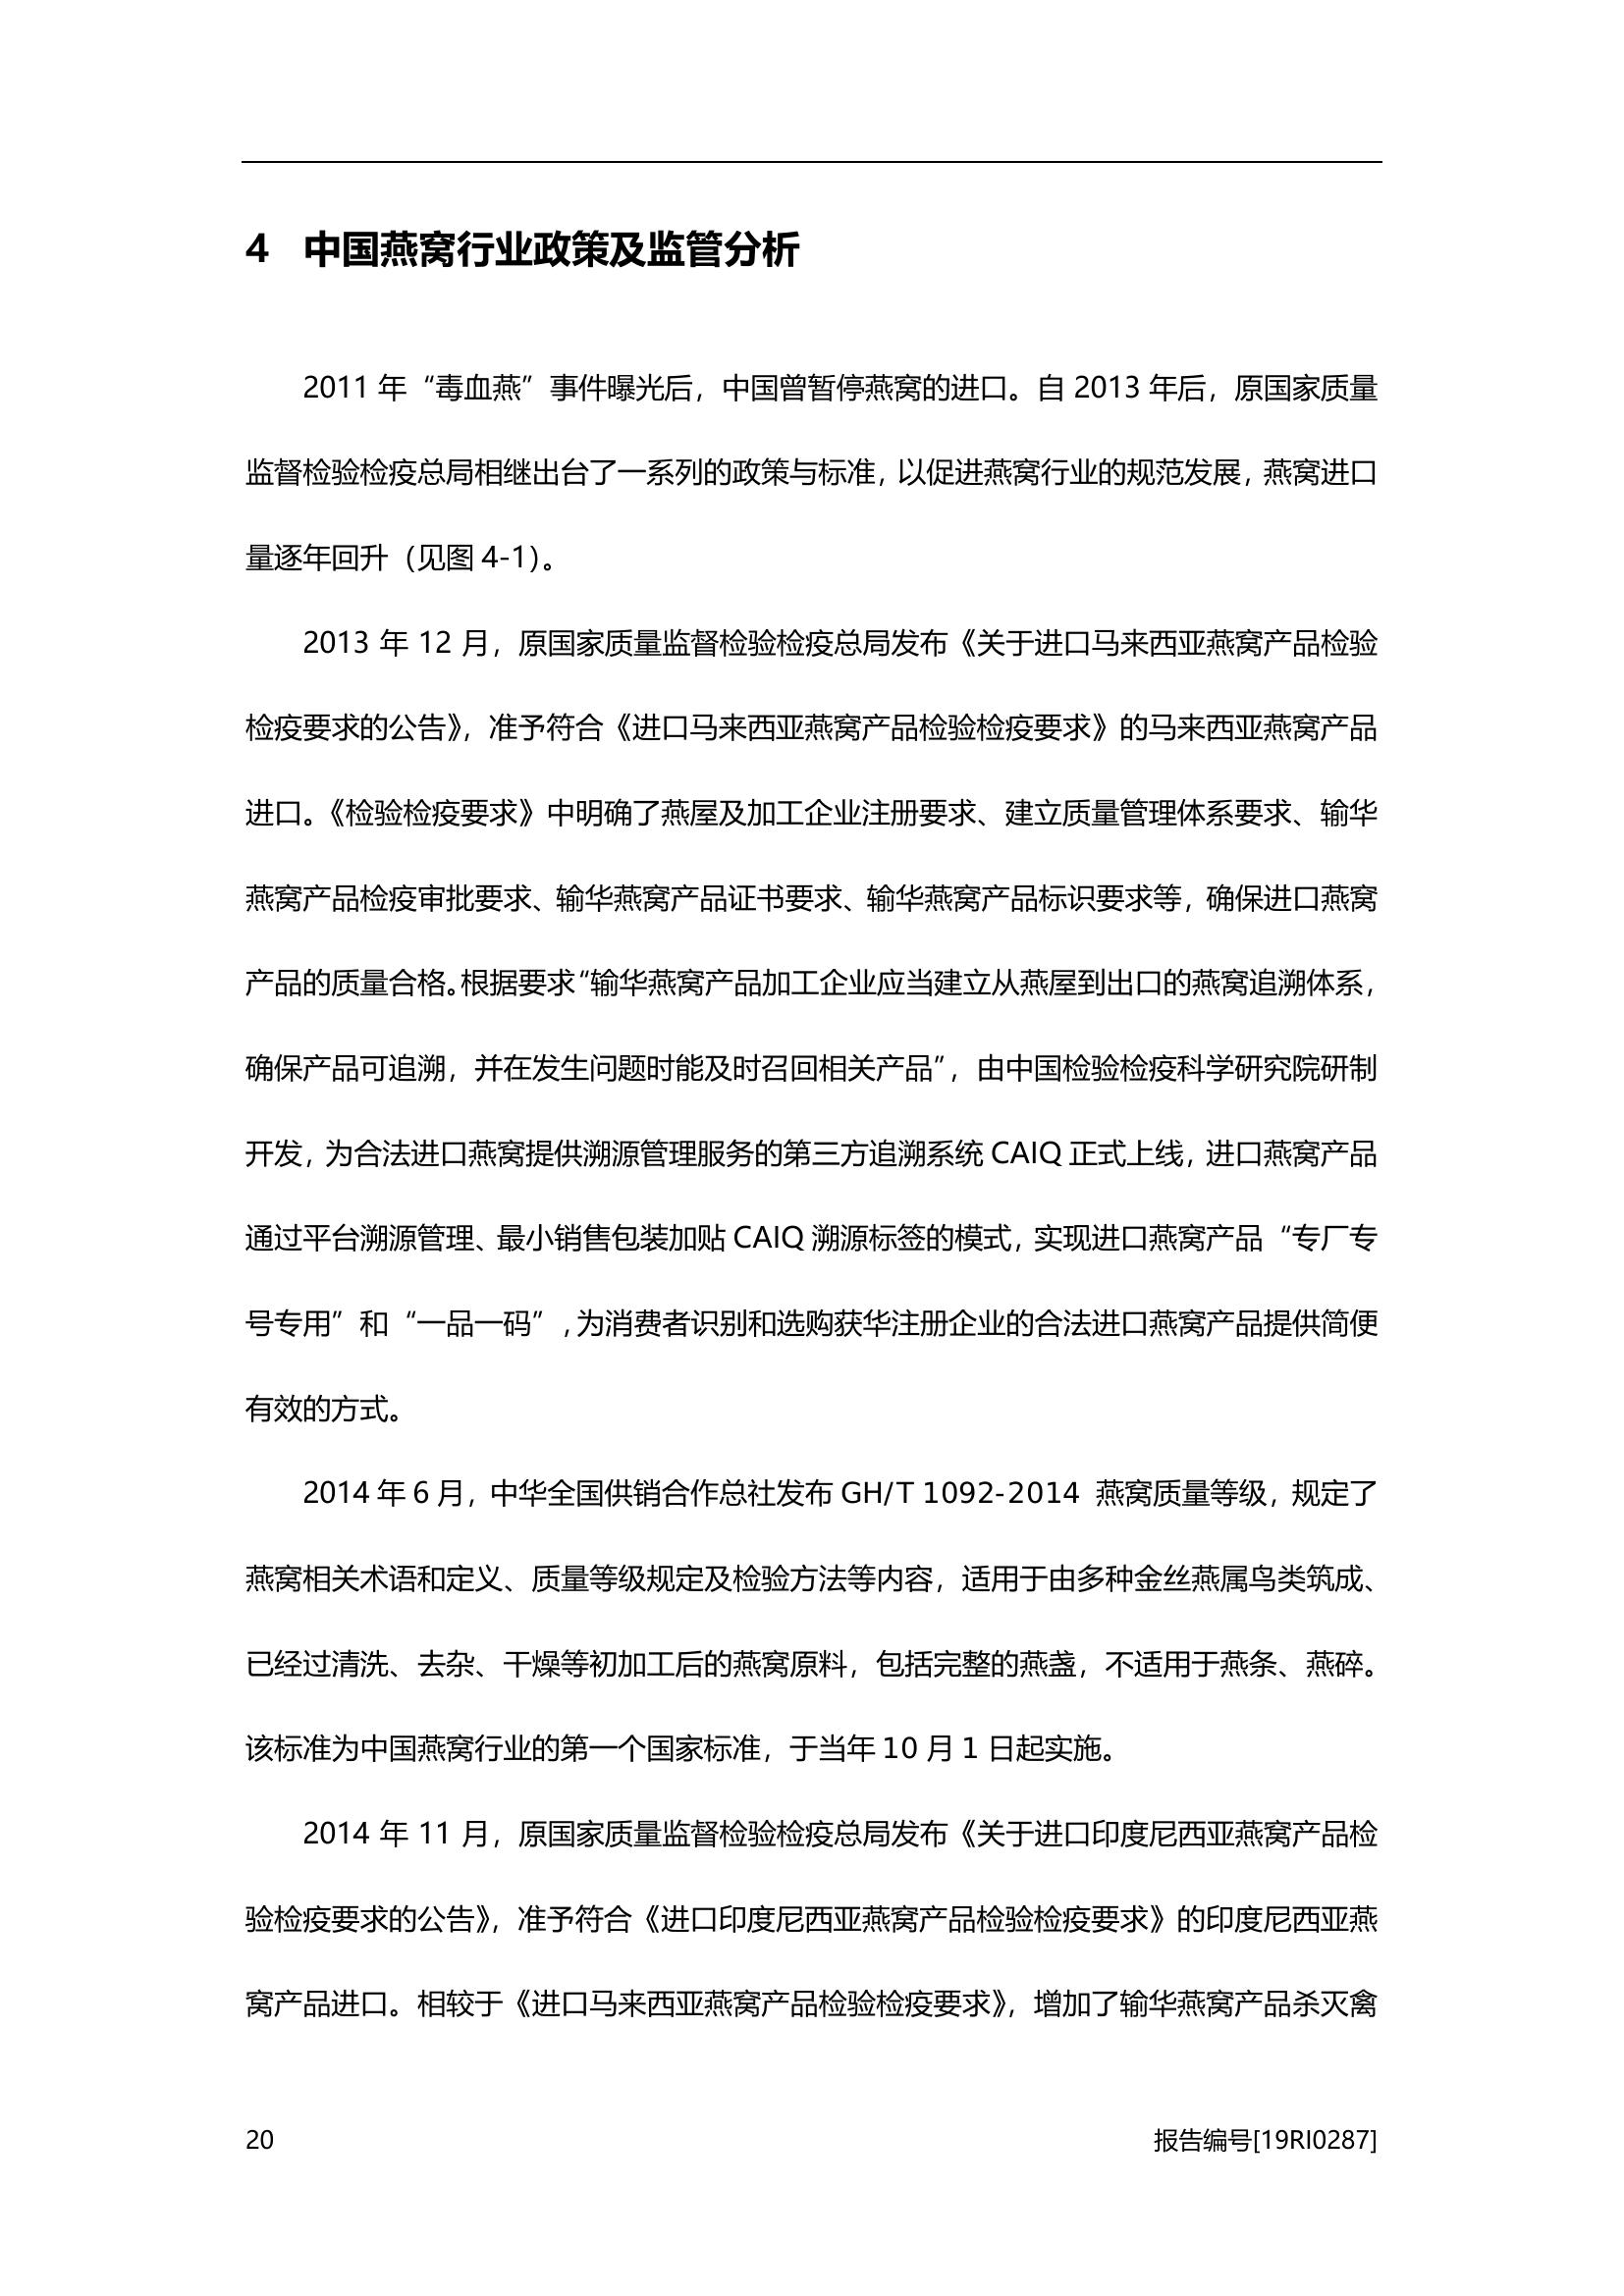 4 中国燕窝行业政策及监管分析
2011 年“毒血燕”事件曝光后，中国曾暂停燕窝的进口。自 2013 年后，原国家质量
监督检验检疫总局相继出台了一系列的政策与标准，以促进燕窝行业的规范发展，燕窝进口
量逐年回升（见图 4-1）。
2013 年 12 月，原国家质量监督检验检疫总局发布《关于进口马来西亚燕窝产品检验
检疫要求的公告》，准予符合《进口马来西亚燕窝产品检验检疫要求》的马来西亚燕窝产品
进口。《检验检疫要求》中明确了燕屋及加工企业注册要求、建立质量管理体系要求、输华
燕窝产品检疫审批要求、输华燕窝产品证书要求、输华燕窝产品标识要求等，确保进口燕窝
产品的质量合格。根据要求“输华燕窝产品加工企业应当建立从燕屋到出口的燕窝追溯体系，
确保产品可追溯，并在发生问题时能及时召回相关产品”，由中国检验检疫科学研究院研制
开发，为合法进口燕窝提供溯源管理服务的第三方追溯系统 CAIQ 正式上线，进口燕窝产品
通过平台溯源管理、最小销售包装加贴 CAIQ 溯源标签的模式，实现进口燕窝产品“专厂专
号专用”和“一品一码”，为消费者识别和选购获华注册企业的合法进口燕窝产品提供简便
有效的方式。
2014 年 6 月，中华全国供销合作总社发布 GH/T 1092-2014 燕窝质量等级，规定了
燕窝相关术语和定义、质量等级规定及检验方法等内容，适用于由多种金丝燕属鸟类筑成、
已经过清洗、去杂、干燥等初加工后的燕窝原料，包括完整的燕盏，不适用于燕条、燕碎。
该标准为中国燕窝行业的第一个国家标准，于当年 10 月 1 日起实施。
2014 年 11 月，原国家质量监督检验检疫总局发布《关于进口印度尼西亚燕窝产品检
验检疫要求的公告》，准予符合《进口印度尼西亚燕窝产品检验检疫要求》的印度尼西亚燕
窝产品进口。相较于《进口马来西亚燕窝产品检验检疫要求》，增加了输华燕窝产品杀灭禽
20 报告编号[19RI0287]